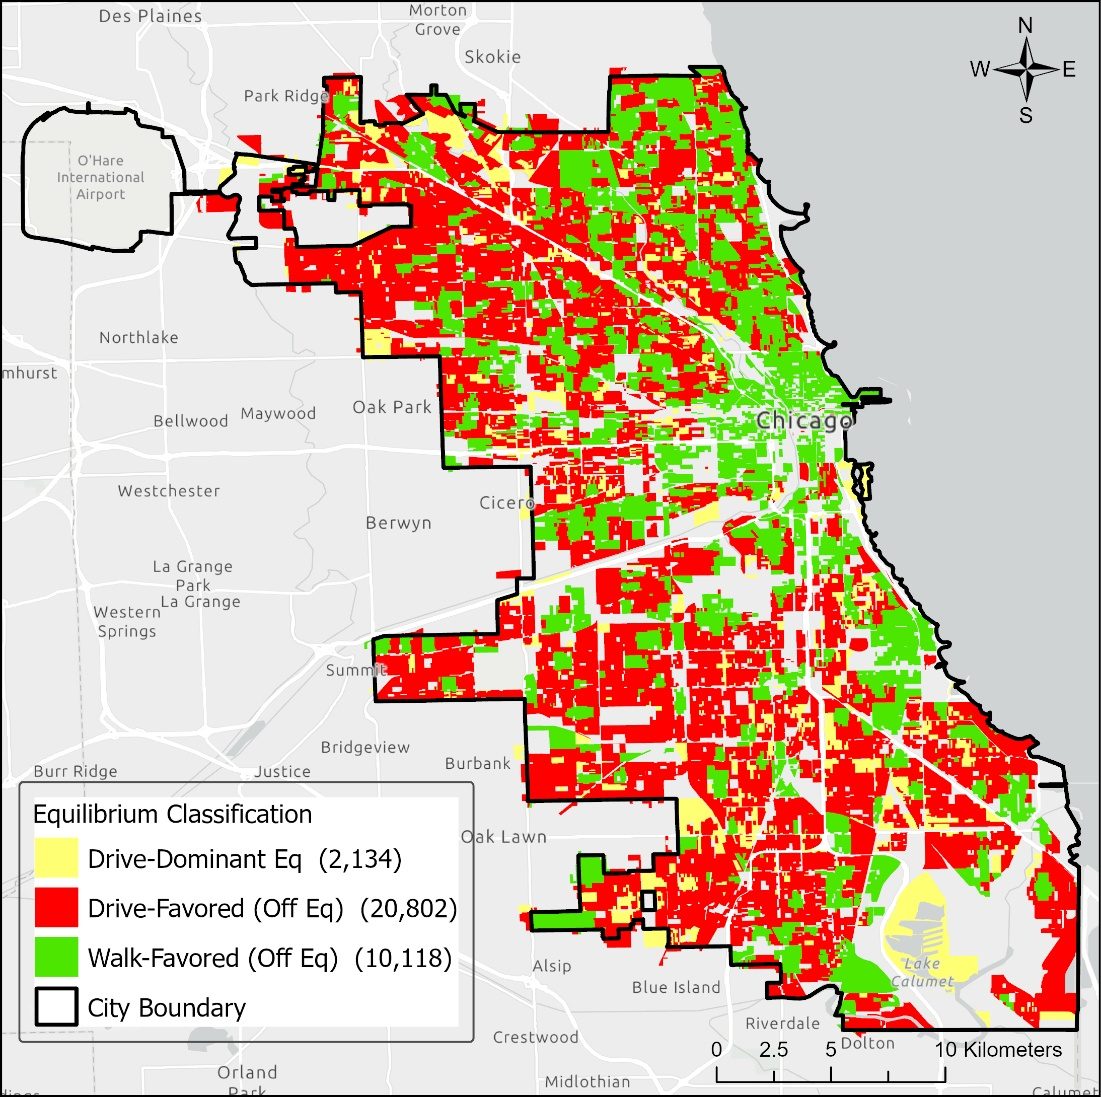 Des Plaines
Morton
Grove
Skokie
N
W
E
S
Park Ridge
O'Hare
International
Airport
Northlake
mhurst
Bellwood
Maywood
Oak Park
Chicago
Westchester
Cicero
Berwyn
La Grange
Park
La Grange
Western
Springs
Summit
Bridgeview
Burr Ridge
Justice
Burbank
Oak Lawn
Equilibrium Classification
Drive-Dominant Eq (2,134)
Drive-Favored (Off Eq) (20,802)
Walk-Favored (Off Eq) (10,118)
City Boundary
Lake
Calumet
Alsip
Blue Island
Riverdale
Dolton
Crestwood
0 2.5 5 10 Kilometers
Orland
Park
Midlothian
Calumet